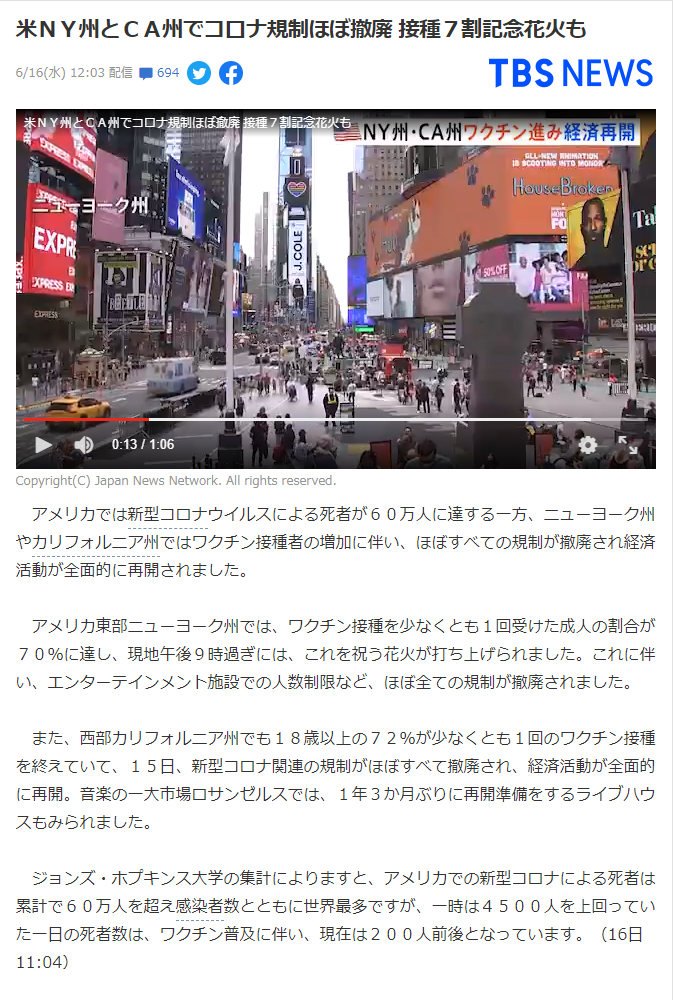 米ＮＹ州とＣＡ州でコロナ規制ほぼ撤廃 接種７割記念花火も
6/16(水) 12:03 配信 694
TBS NEWS
米ＮＹ州とＣＡ州でコロナ規制ほぼ撤廃 接種７割記念花火も
NY州・CA州ワクチン進み経済再開
ニューヨーク州
ALL-NEW ANIMATION
IS SCOOTING INTO MONDAY
HouseBroken
FOX
EXPRESS
EXPRESS
EXPRESS
J.COLE
50% OFF
0:13 / 1:06
Copyright(C) Japan News Network. All rights reserved.
アメリカでは新型コロナウイルスによる死者が６０万人に達する一方、ニューヨーク州
やカリフォルニア州ではワクチン接種者の増加に伴い、ほぼすべての規制が撤廃され経済
活動が全面的に再開されました。
アメリカ東部ニューヨーク州では、ワクチン接種を少なくとも１回受けた成人の割合が
７０％に達し、現地午後９時過ぎには、これを祝う花火が打ち上げられました。これに伴
い、エンターテインメント施設での人数制限など、ほぼ全ての規制が撤廃されました。
また、西部カリフォルニア州でも１８歳以上の７２％が少なくとも１回のワクチン接種
を終えていて、１５日、新型コロナ関連の規制がほぼすべて撤廃され、経済活動が全面的
に再開。音楽の一大市場ロサンゼルスでは、１年３か月ぶりに再開準備をするライブハウ
スもみられました。
ジョンズ・ホプキンス大学の集計によりますと、アメリカでの新型コロナによる死者は
累計で６０万人を超え感染者数とともに世界最多ですが、一時は４５００人を上回ってい
た一日の死者数は、ワクチン普及に伴い、現在は２００人前後となっています。（16日
11:04）